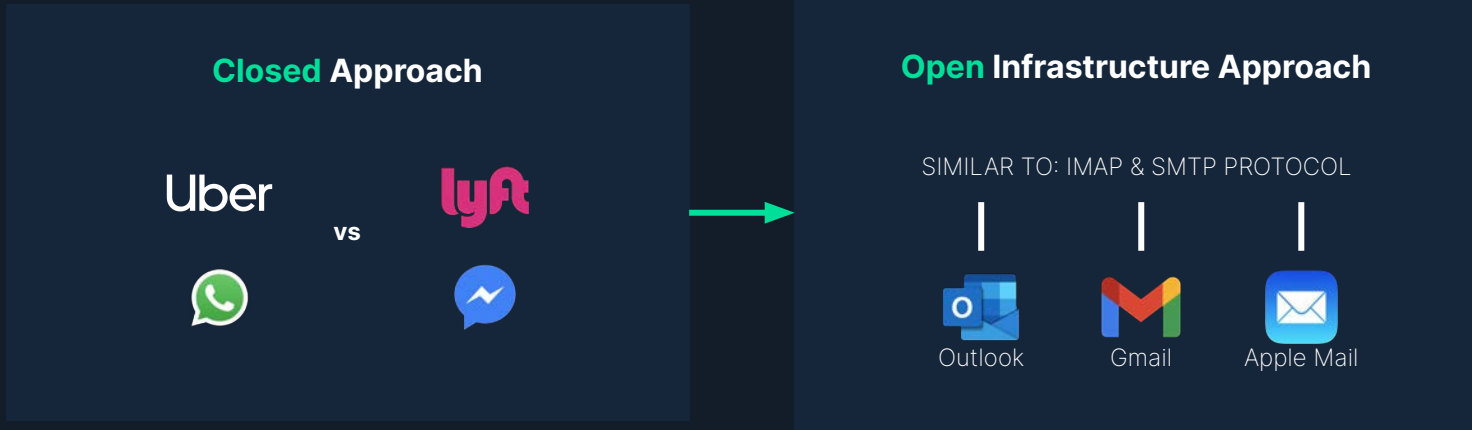 Closed Approach
Uber
lyft
vs
Open Infrastructure Approach
SIMILAR TO: IMAP & SMTP PROTOCOL
O
Outlook
Gmail
Apple Mail